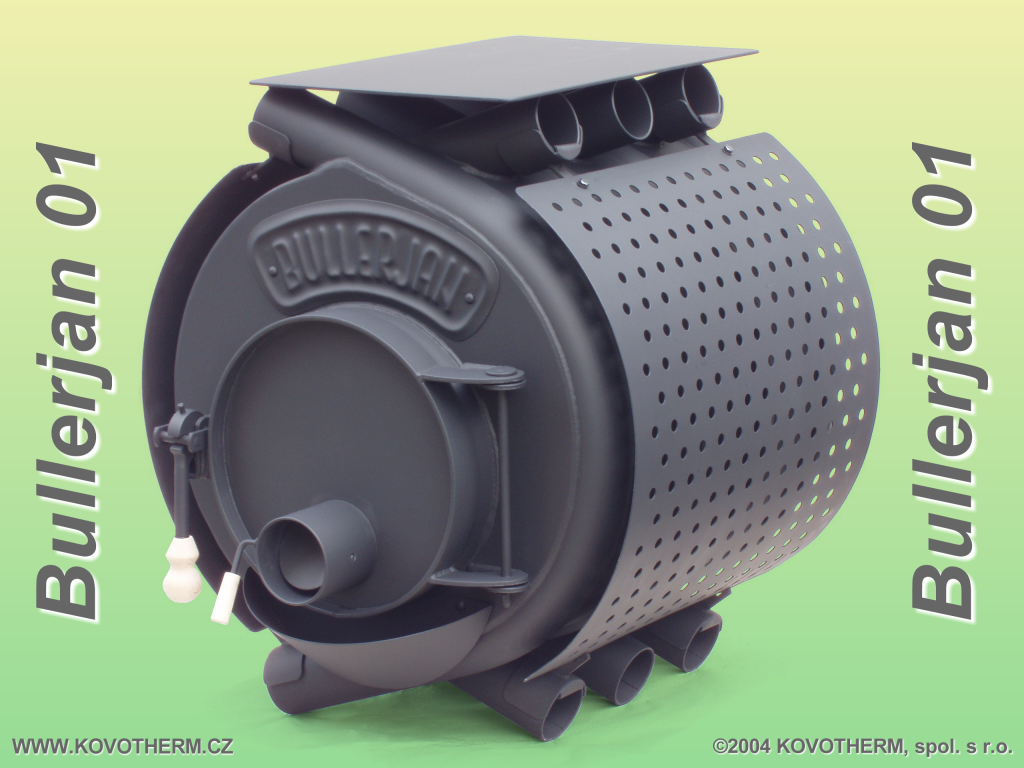 Bullerjan 01
BULLERJAN
Bullerjan 01
WWW.KOVOTHERM.CZ
©2004 KOVOTHERM, spol. s r.o.